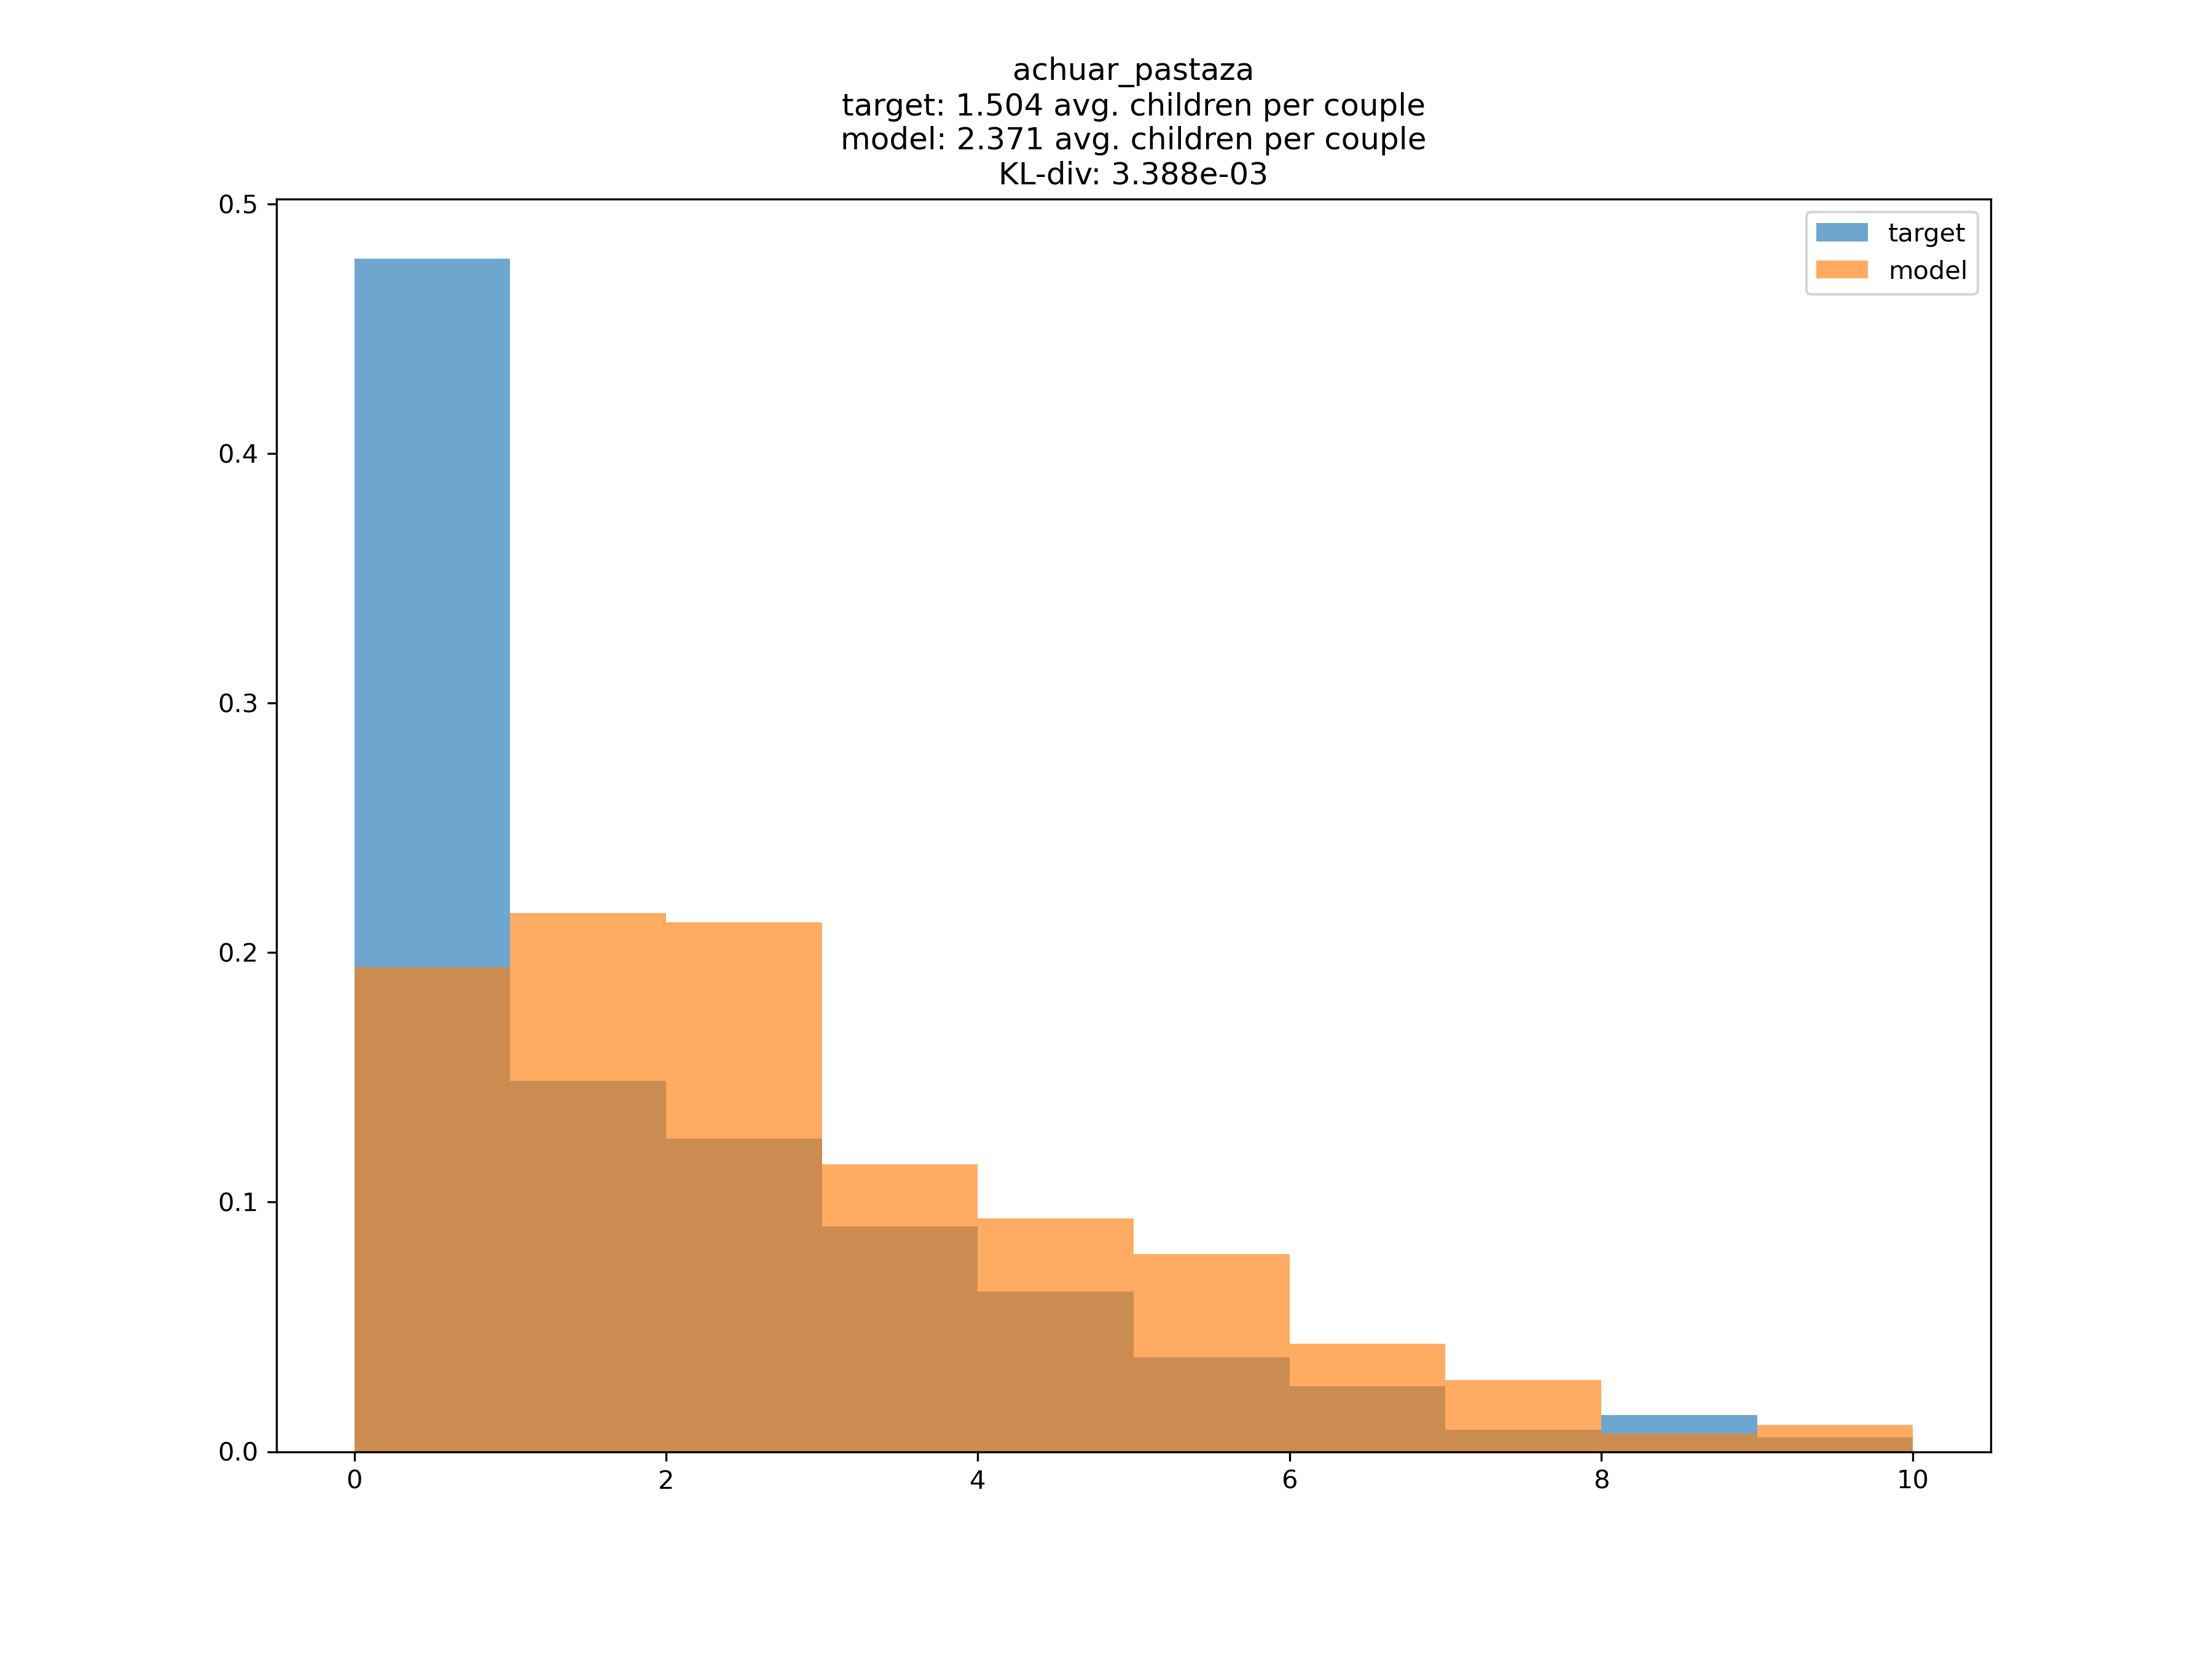 achuar_pastaza
target: 1.504 avg. children per couple
model: 2.371 avg. children per couple
KL-div: 3.388e-03
target
model
0.5
0.4
0.3
0.2
0.1
0.0
0 2 4 6 8 10